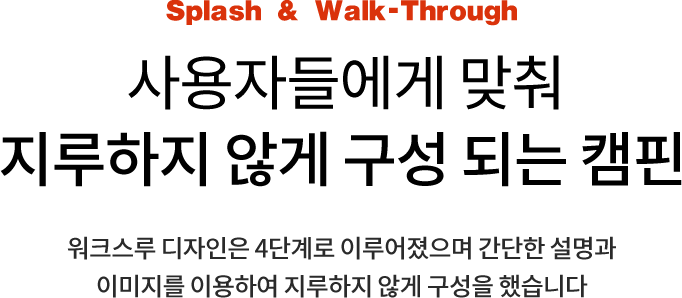 Splash & Walk-Through
사용자들에게 맞춰
지루하지 않게 구성 되는 캠핀
워크스루 디자인은 4단계로 이루어졌으며 간단한 설명과
이미지를 이용하여 지루하지 않게 구성을 했습니다